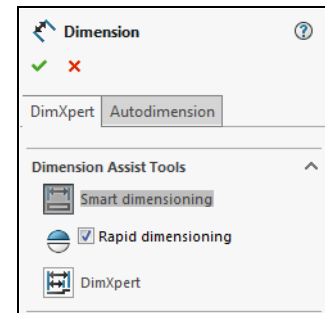 Dimension
DimXpert Autodimension
Dimension Assist Tools
Smart dimensioning
Rapid dimensioning
DimXpert